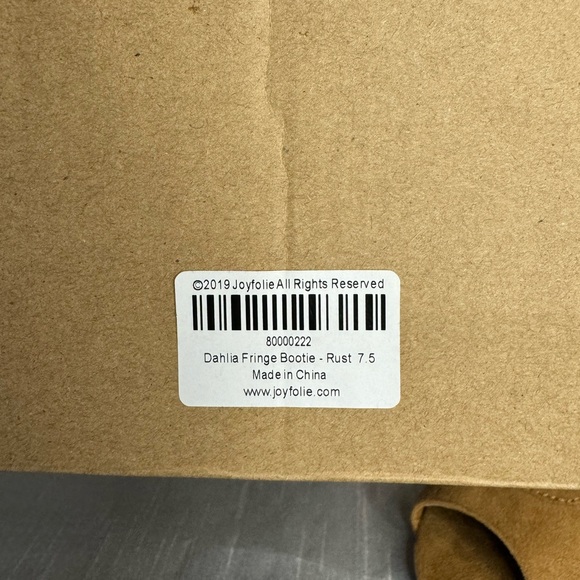 ©2019 Joyfolie All Rights Reserved
80000222
Dahlia Fringe Bootie - Rust 7.5
Made in China
www.joyfolie.com